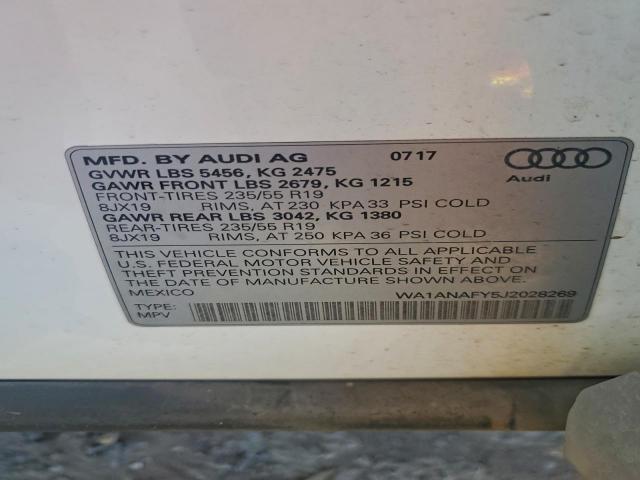 MFD. BY AUDI AG 0717
GVWR LBS 5456, KG 2475
GAWR FRONT LBS 2679, KG 1215
FRONT-TIRES 235/55 R19
8JX19 RIMS, AT 230 KPA 33 PSI COLD
GAWR REAR LBS 3042, KG 1380
REAR-TIRES 235/55 R19
8JX19 RIMS, AT 250 KPA 36 PSI COLD
Audi
THIS VEHICLE CONFORMS TO ALL APPLICABLE
U.S. FEDERAL MOTOR VEHICLE SAFETY AND
THEFT PREVENTION STANDARDS IN EFFECT ON
THE DATE OF MANUFACTURE SHOWN ABOVE.
MEXICO WA1ANAFY5J2028269
TYPE:
MPV